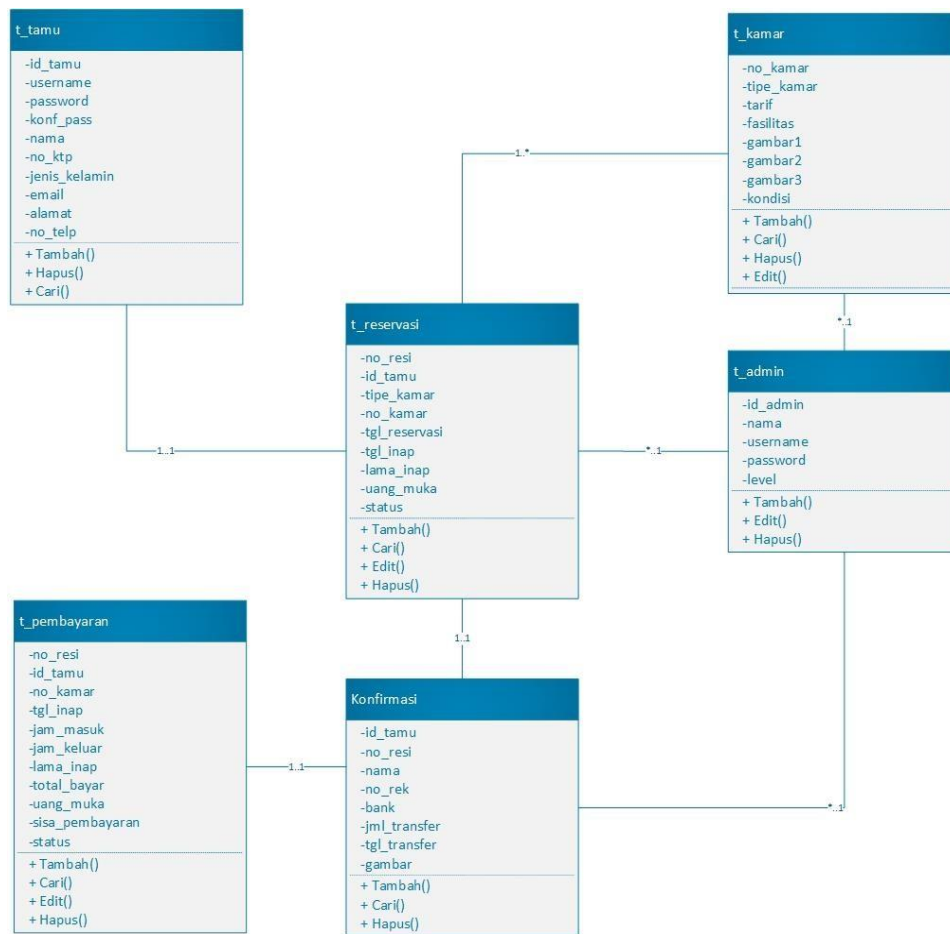 t_tamu
-id_tamu
-username
-password
-konf_pass
-nama
-no_ktp
-jenis_kelamin
-email
-alamat
-no_telp
+ Tambah()
+ Hapus()
+ Cari()
t_kamar
-no_kamar
-tipe_kamar
-tarif
-fasilitas
-gambar1
-gambar2
-gambar3
-kondisi
+ Tambah()
+ Cari()
+ Hapus()
+ Edit()
1..*
*..1
t_reservasi
-no_resi
-id_tamu
-tipe_kamar
-no_kamar
-tgl_reservasi
-tgl_inap
-lama_inap
-uang_muka
-status
+ Tambah()
+ Cari()
+ Edit()
+ Hapus()
1..1
*..1
t_admin
-id_admin
-nama
-username
-password
-level
+ Tambah()
+ Edit()
+ Hapus()
1..1
t_pembayaran
-no_resi
-id_tamu
-no_kamar
-tgl_inap
-jam_masuk
-jam_keluar
-lama_inap
-total_bayar
-uang_muka
-sisa_pembayaran
-status
+ Tambah()
+ Cari()
+ Edit()
+ Hapus()
1..1
Konfirmasi
-id_tamu
-no_resi
-nama
-no_rek
-bank
-jml_transfer
-tgl_transfer
-gambar
+ Tambah()
+ Cari()
+ Hapus()
*..1